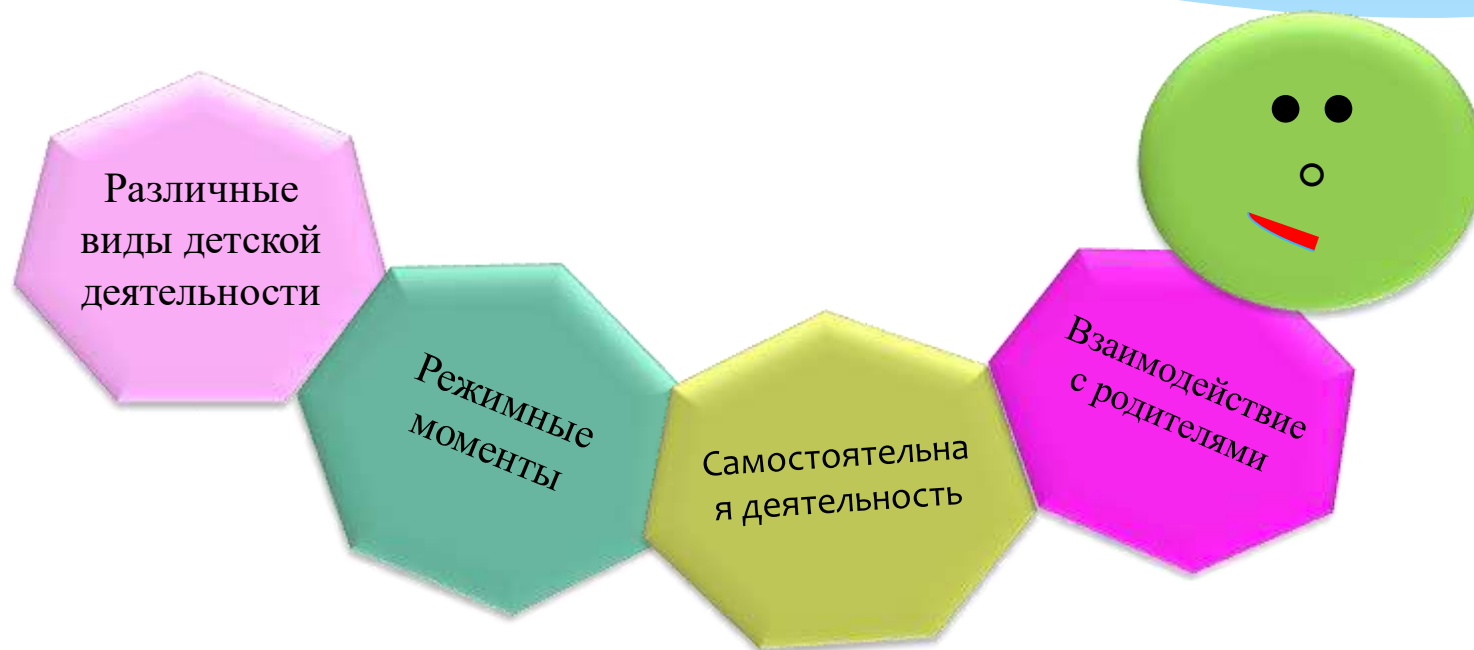 Различные
виды детской
деятельности
Режимные
моменты
Самостоятельна
я деятельность
Взаимодействие
с родителями